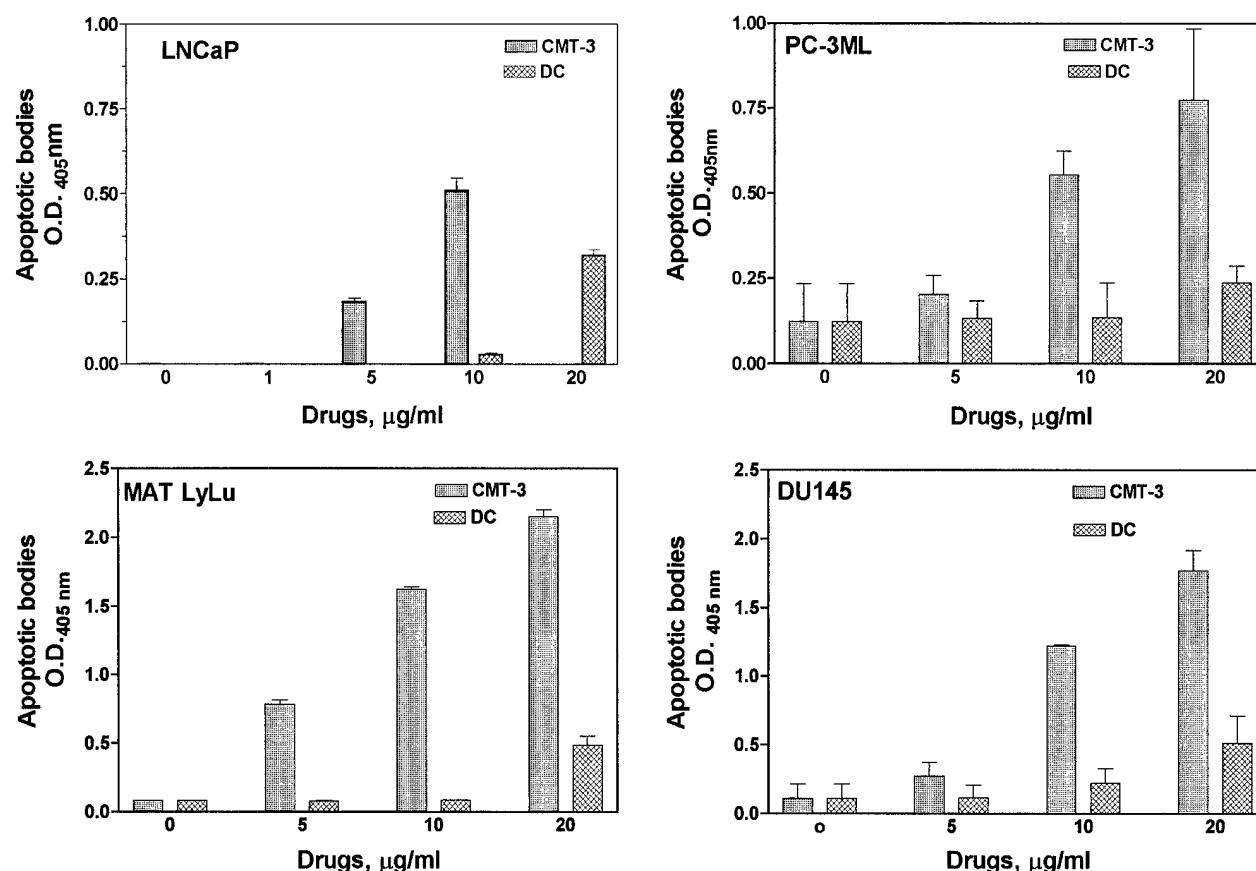 LNCaP
CMT-3
DC
1.00
0.75
0.50
0.25
0.00
Apoptotic bodies
O.D. 405nm
0 1 5 10 20
Drugs, μg/ml
PC-3ML
CMT-3
DC
1.00
0.75
0.50
0.25
0.00
Apoptotic bodies
O.D.405nm
0 5 10 20
Drugs, μg/ml
MAT LyLu
CMT-3
DC
2.5
2.0
1.5
1.0
0.5
0.0
Apoptotic bodies
O.D.405 nm
0 5 10 20
Drugs, μg/ml
DU145
CMT-3
DC
2.5
2.0
1.5
1.0
0.5
0.0
Apoptotic bodies
O.D. 405 nm
o 5 10 20
Drugs, μg/ml